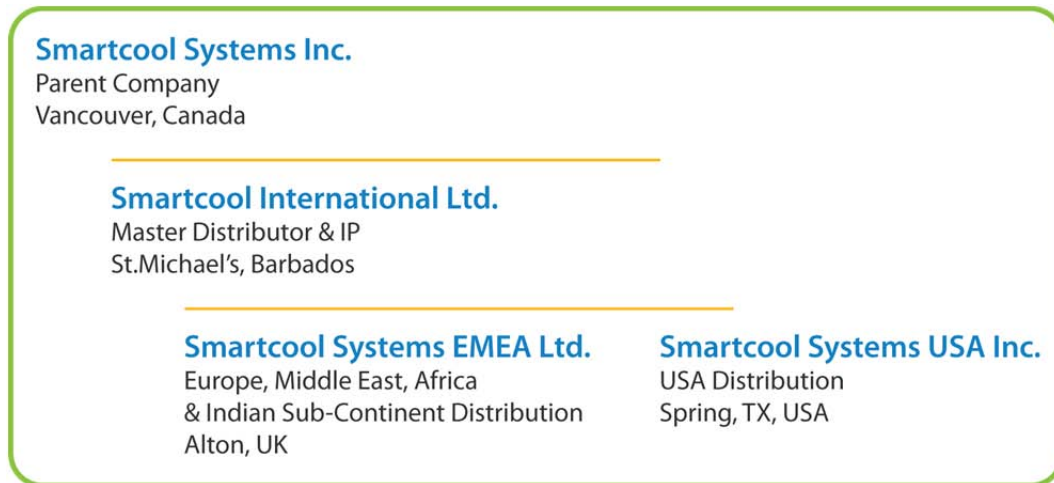 Smartcool Systems Inc.
Parent Company
Vancouver, Canada
Smartcool International Ltd.
Master Distributor & IP
St.Michael's, Barbados
Smartcool Systems EMEA Ltd.
Europe, Middle East, Africa
& Indian Sub-Continent Distribution
Alton, UK
Smartcool Systems USA Inc.
USA Distribution
Spring, TX, USA